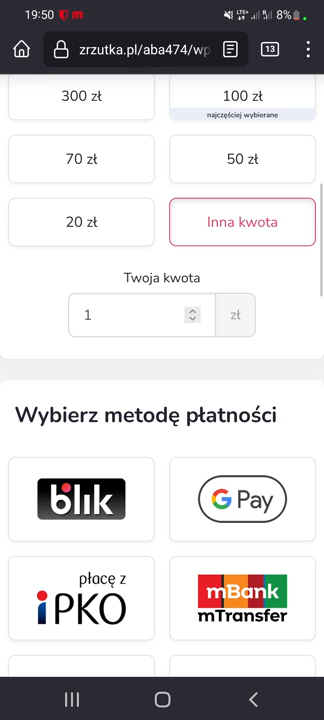 19:50
LTE+
8%
zrzutka.pl/aba474/wp
13
300 zł
100 zł
najczęściej wybierane
70 zł
50 zł
20 zł
Inna kwota
Twoja kwota
1
zł
Wybierz metodę płatności
blik
G Pay
płacę z
iPKO
mBank
mTransfer